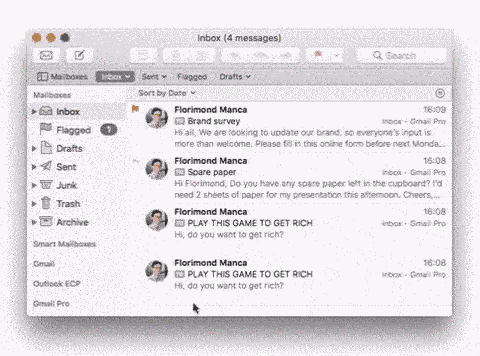 Inbox (4 messages)
Search
Mailboxes Inbox Sent Flagged Drafts
Mailboxes
Inbox
Flagged 1
Drafts
Sent
Junk
Trash
Archive
Smart Mailboxes
Gmail
Outlook ECP
Gmail Pro
Sort by Date
Florimond Manca 16:09
Brand survey Inbox - Gmail Pro
Hi all, We are looking to update our brand, so everyone's input is
more than welcome. Please fill in this online form before next Monda...
Florimond Manca 16:08
Spare paper Inbox - Gmail Pro
Hi Florimond, Do you have any spare paper left in the cupboard? I'd
need 2 sheets of paper for my presentation this afternoon. Cheers,...
Florimond Manca 16:08
PLAY THIS GAME TO GET RICH Inbox - Gmail Pro
Hi, do you want to get rich?
Florimond Manca 16:08
PLAY THIS GAME TO GET RICH Inbox - Gmail Pro
Hi, do you want to get rich?